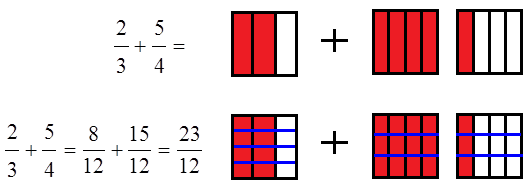 2/3 + 5/4 = +
2/3 + 5/4 = 8/12 + 15/12 = 23/12 +